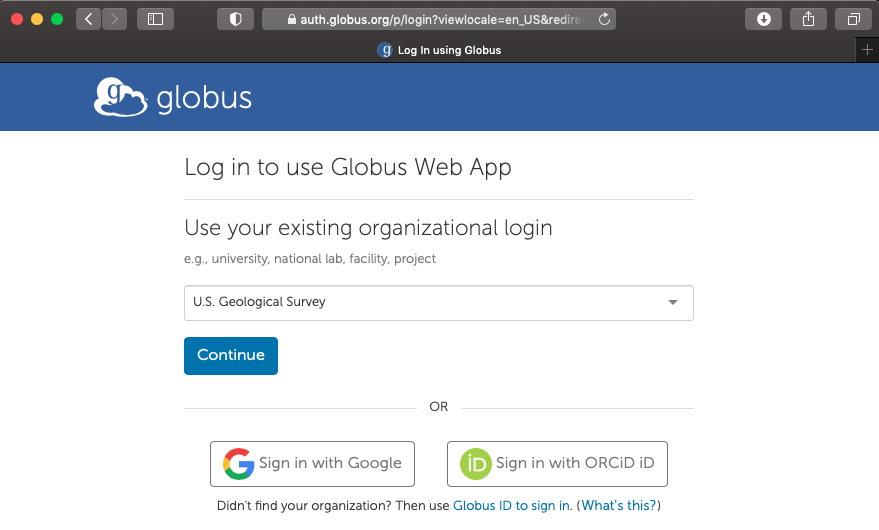 auth.globus.org/p/login?viewlocale=en_US&redire
g Log In using Globus
g globus
Log in to use Globus Web App
Use your existing organizational login
e.g., university, national lab, facility, project
U.S. Geological Survey
Continue
OR
G Sign in with Google
iD Sign in with ORCiD iD
Didn't find your organization? Then use Globus ID to sign in. (What's this?)